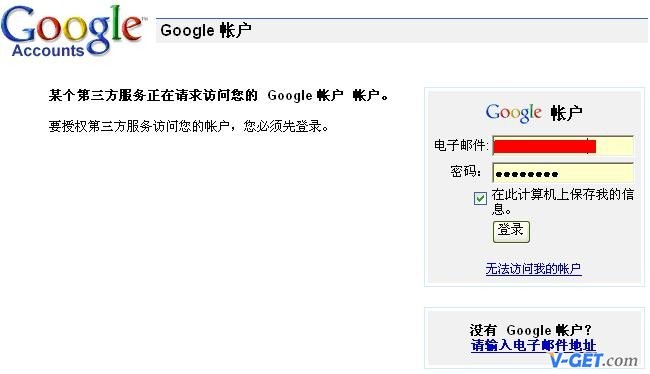 Google™
Accounts
Google 帐户
某个第三方服务正在请求访问您的 Google 帐户 帐户。
要授权第三方服务访问您的帐户，您必须先登录。
Google 帐户
电子邮件:
密码：
在此计算机上保存我的信
息。
登录
无法访问我的帐户
没有 Google 帐户？
请输入电子邮件地址
V-GET.com